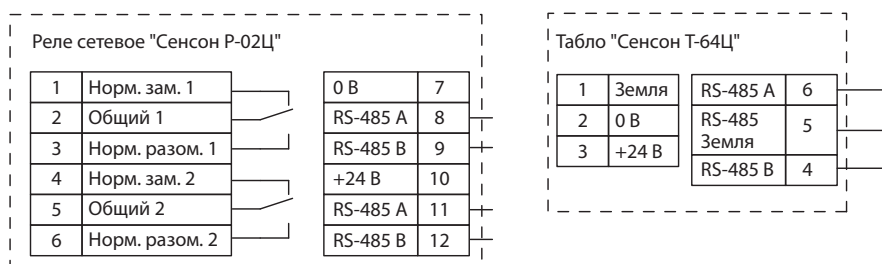 Реле сетевое "Сенсон Р-02Ц"
1 Норм. зам. 1
2 Общий 1
3 Норм. разом. 1
4 Норм. зам. 2
5 Общий 2
6 Норм. разом. 2
0 В 7
RS-485 A 8
RS-485 B 9
+24 В 10
RS-485 A 11
RS-485 B 12
Табло "Сенсон Т-64Ц"
1 Земля
2 0 В
3 +24 В
RS-485 A 6
RS-485
Земля 5
RS-485 B 4